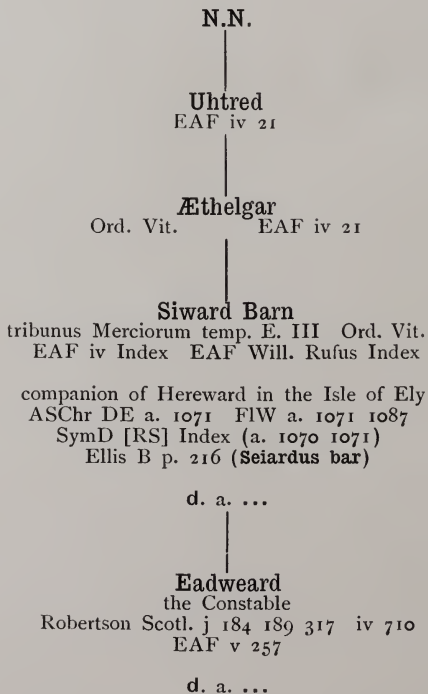 N.N.
Uhtred
EAF iv 21
Æthelgar
Ord. Vit. EAF iv 21
Siward Barn
tribunus Merciorum temp. E. III Ord. Vit.
EAF iv Index EAF Will. Rufus Index
companion of Hereward in the Isle of Ely
ASChr DE a. 1071 FlW a. 1071 1087
SymD [RS] Index (a. 1070 1071)
Ellis B p. 216 (Seiardus bar)
d. a. ...
Eadweard
the Constable
Robertson Scotl. j 184 189 317 iv 710
EAF v 257
d. a. ...